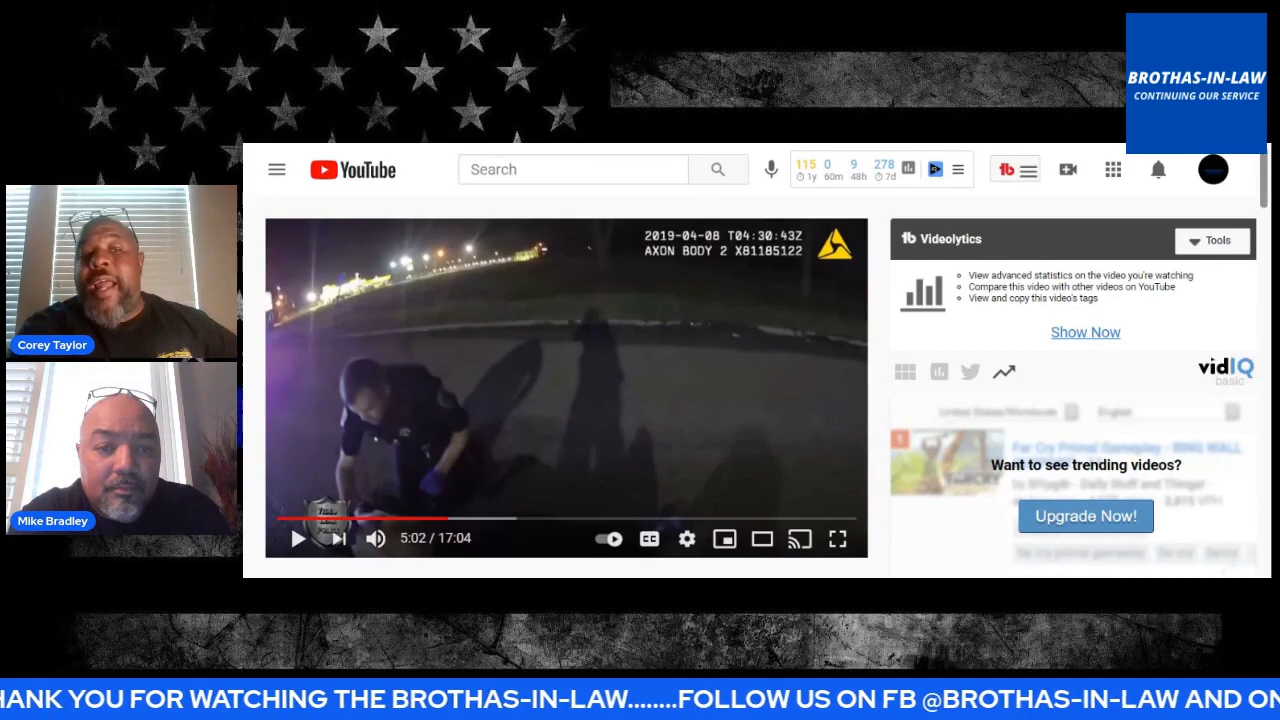 BROTHAS-IN-LAW
CONTINUING OUR SERVICE
YouTube
Search
115 0 9 278
1y 60m 48h 7d
Corey Taylor
Mike Bradley
2019-04-08 T04:30:43Z
AXON BODY 2 X81185122
5:02 / 17:04
Videolytics
Tools
View advanced statistics on the video you're watching
Compare this video with other videos on YouTube
View and copy this video's tags
Show Now
vidIQ
basic
Want to see trending videos?
Upgrade Now!
HANK YOU FOR WATCHING THE BROTHAS-IN-LAW........FOLLOW US ON FB @BROTHAS-IN-LAW AND ON